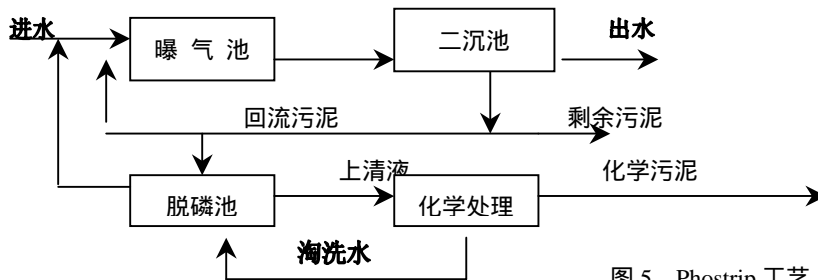 进水
曝 气 池
二沉池
出水
回流污泥
剩余污泥
脱磷池
上清液
化学处理
化学污泥
淘洗水
图 5 Phostrip 工艺